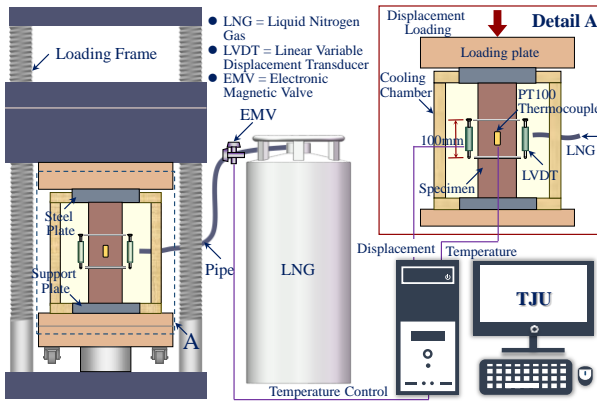 Loading Frame
● LNG = Liquid Nitrogen
Gas
● LVDT = Linear Variable
Displacement Transducer
● EMV = Electronic
Magnetic Valve
EMV
Steel
Plate
Support
Plate
Pipe
A
LNG
Temperature Control
Displacement
Loading
Detail A
Loading plate
Cooling
Chamber
PT100
Thermocouple
100mm
LNG
LVDT
Specimen
Displacement
Temperature
TJU